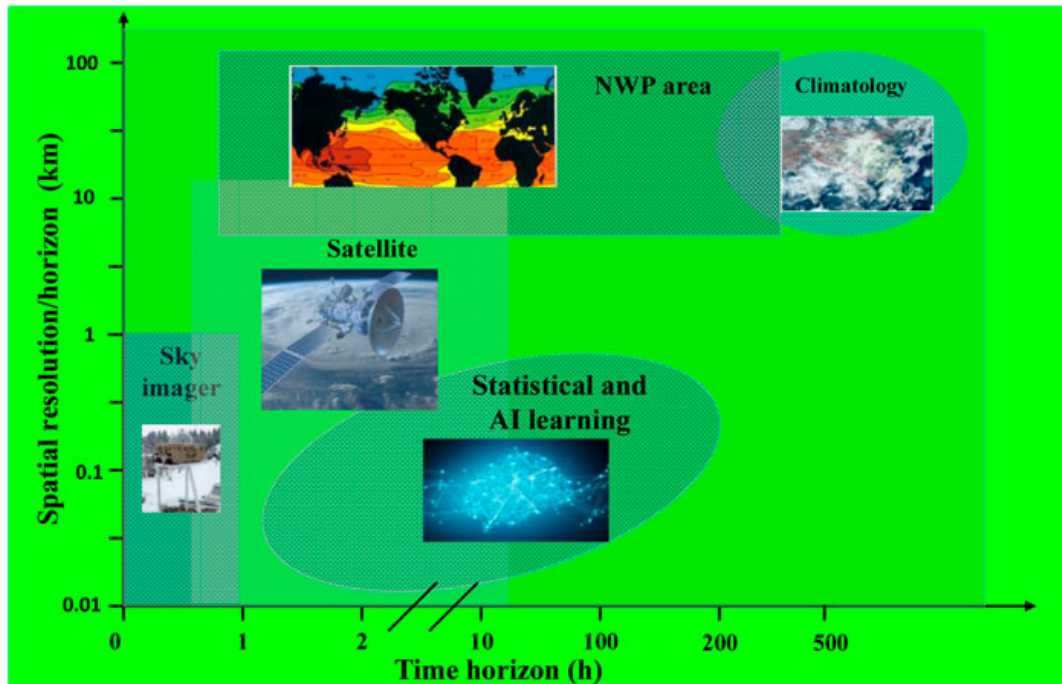 Spatial resolution/horizon (km)
100
10
1
0.1
0.01
NWP area
Climatology
Satellite
Sky
imager
Statistical and
AI learning
0
1
2
10
100
200
500
Time horizon (h)